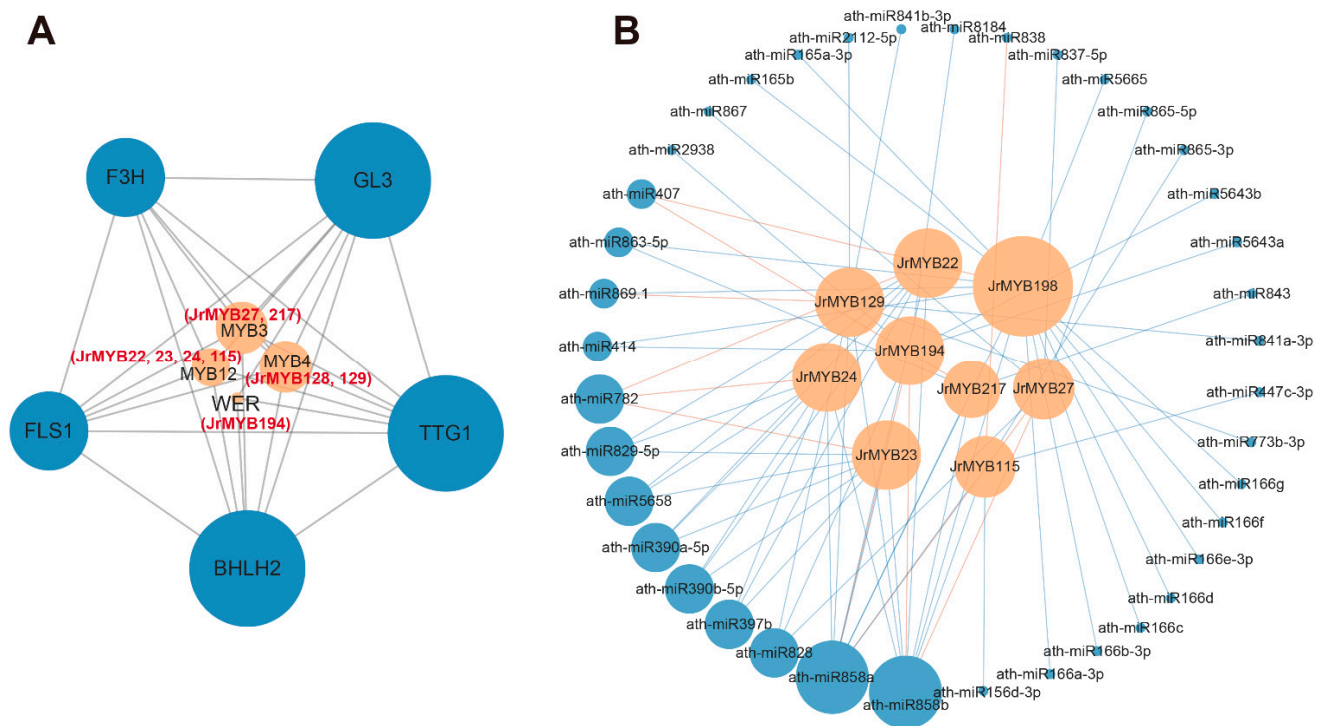 A
F3H
GL3
(JrMYB27, 217)
MYB3
(JrMYB22, 23, 24, 115)
MYB4
MYB12
(JrMYB128, 129)
WER
(JrMYB194)
FLS1
TTG1
BHLH2
B
ath-miR841b-3p
ath-miR8184
ath-miR2112-5p
ath-miR838
ath-miR165a-3p
ath-miR837-5p
ath-miR165b
ath-miR5665
ath-miR867
ath-miR865-5p
ath-miR2938
ath-miR865-3p
ath-miR407
ath-miR5643b
ath-miR863-5p
ath-miR5643a
ath-miR869.1
ath-miR843
ath-miR414
ath-miR841a-3p
ath-miR782
ath-miR447c-3p
ath-miR829-5p
ath-miR773b-3p
ath-miR5658
ath-miR166g
ath-miR390a-5p
ath-miR166f
ath-miR390b-5p
ath-miR166e-3p
ath-miR397b
ath-miR166d
ath-miR828
ath-miR166c
ath-miR858a
ath-miR166b-3p
ath-miR858b
ath-miR166a-3p
ath-miR156d-3p
JrMYB22
JrMYB198
JrMYB129
JrMYB194
JrMYB24
JrMYB217
JrMYB27
JrMYB23
JrMYB115